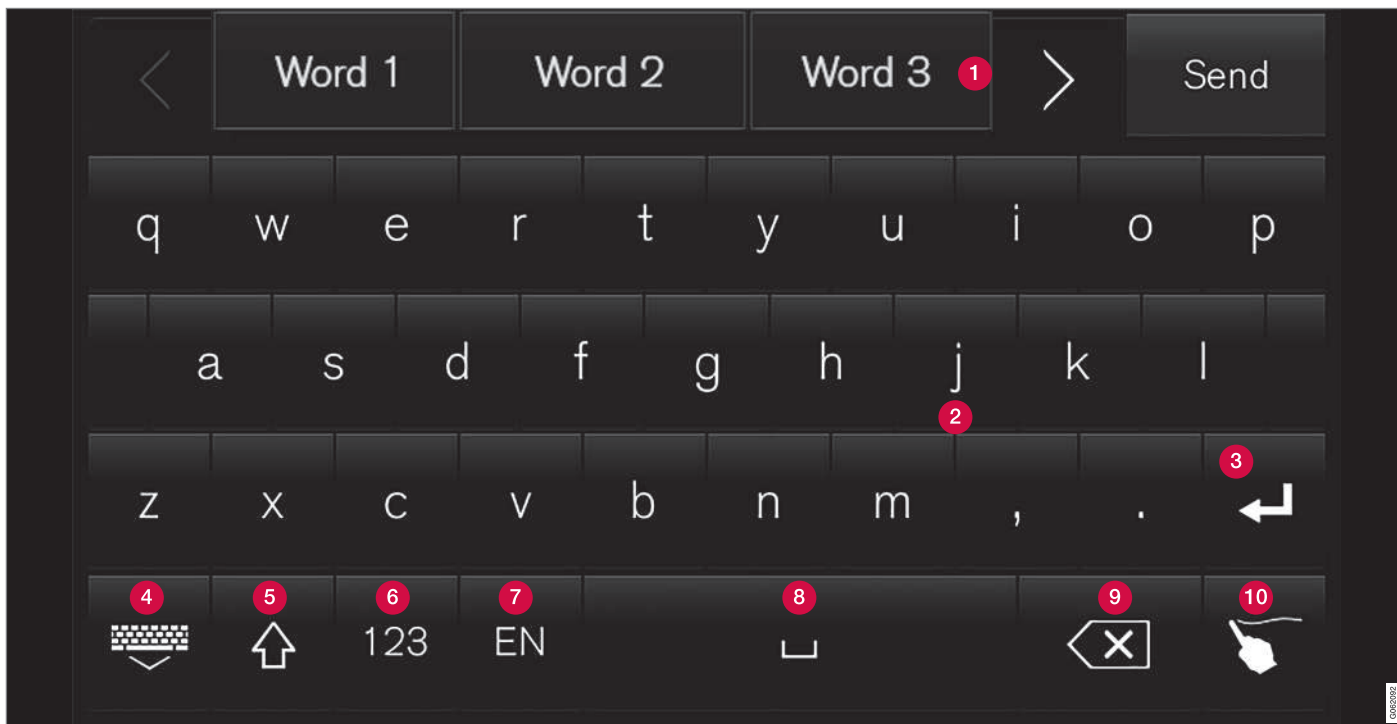 Word 1 Word 2 Word 3 1 Send
q w e r t y u i o p
a s d f g h j k l
2
3
z x c v b n m , .
4 5 6 7 8 9 10
123 EN
G063092